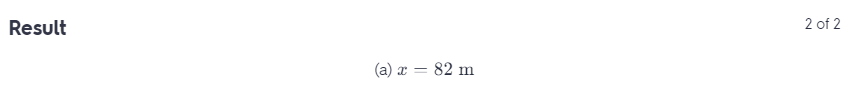 Result 2 of 2
(a) x = 82 m